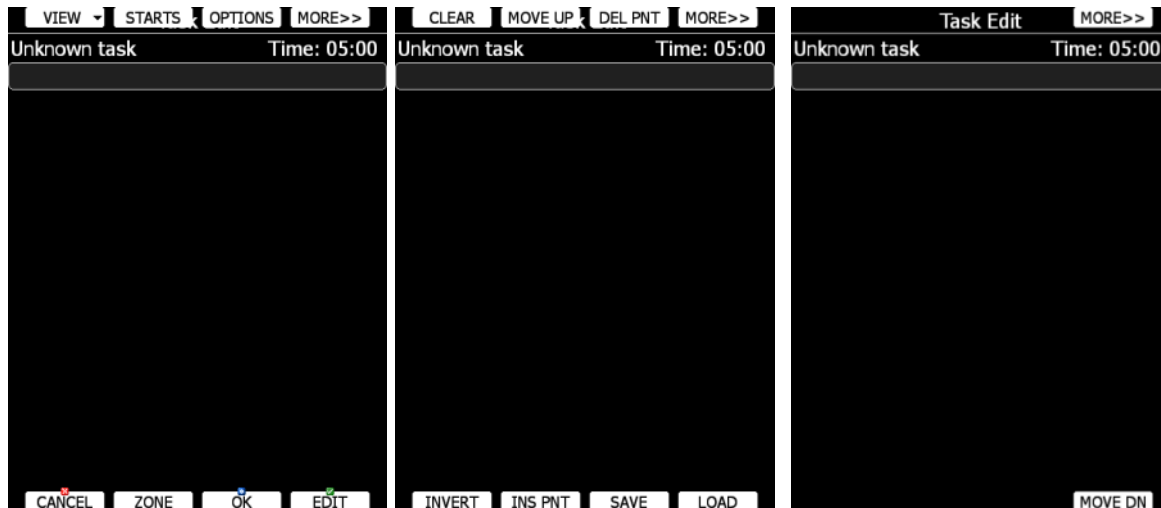 VIEW STARTS OPTIONS MORE>>
Unknown task Time: 05:00
CANCEL ZONE OK EDIT
CLEAR MOVE UP DEL PNT MORE>>
Unknown task Time: 05:00
INVERT INS PNT SAVE LOAD
Task Edit MORE>>
Unknown task Time: 05:00
MOVE DN